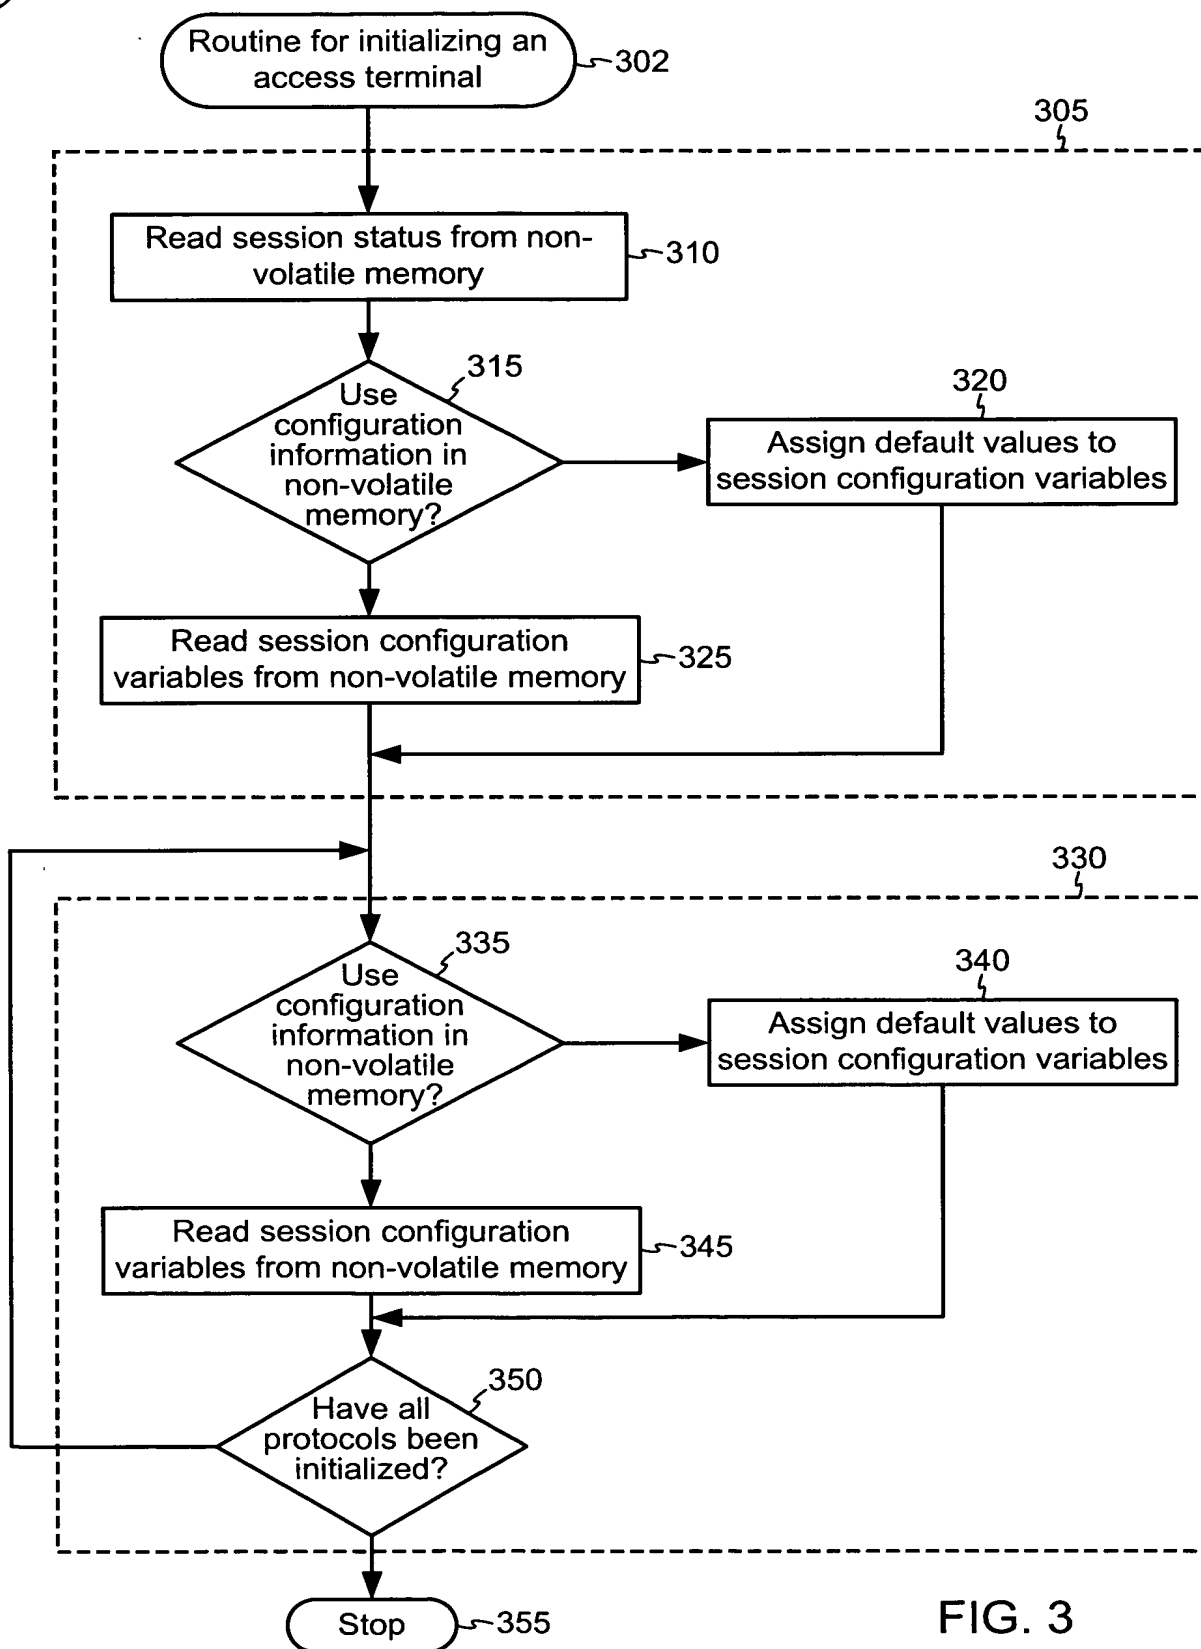 Routine for initializing an
access terminal
302
305
Read session status from non-
volatile memory
310
315
Use
configuration
information in
non-volatile
memory?
320
Assign default values to
session configuration variables
Read session configuration
variables from non-volatile memory
325
330
335
Use
configuration
information in
non-volatile
memory?
340
Assign default values to
session configuration variables
Read session configuration
variables from non-volatile memory
345
350
Have all
protocols been
initialized?
Stop
355
FIG. 3